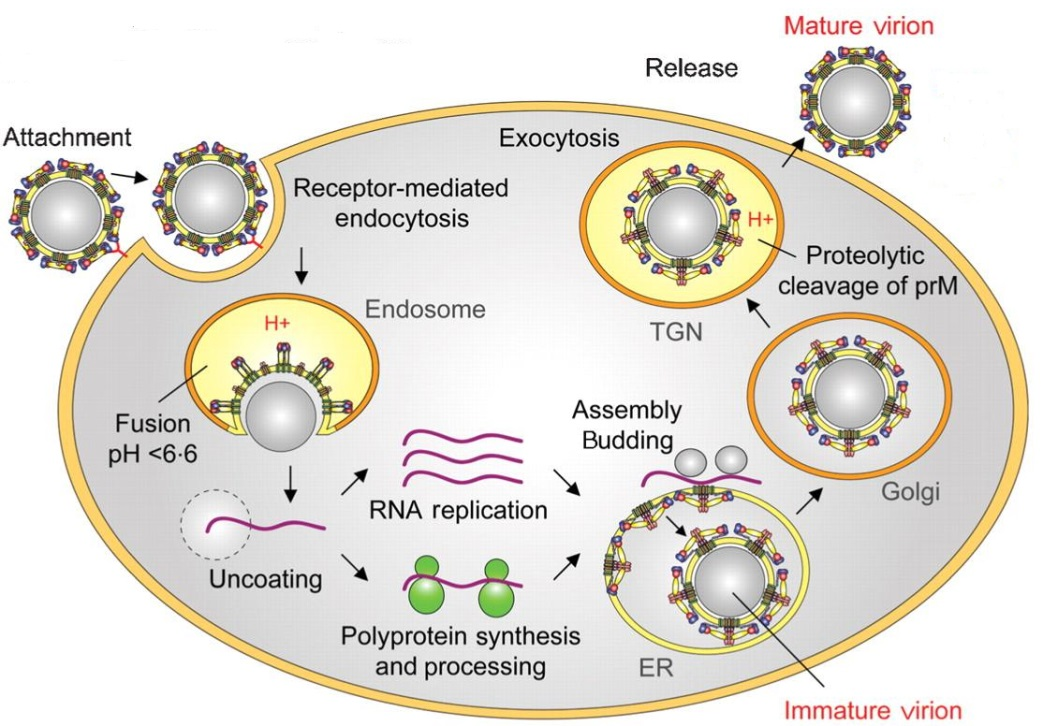 Mature virion
Release
Attachment
Exocytosis
Receptor-mediated
endocytosis
H+
Proteolytic
cleavage of prM
Endosome
TGN
H+
Fusion
pH <6·6
Assembly
Budding
RNA replication
Golgi
Uncoating
Polyprotein synthesis
and processing
ER
Immature virion